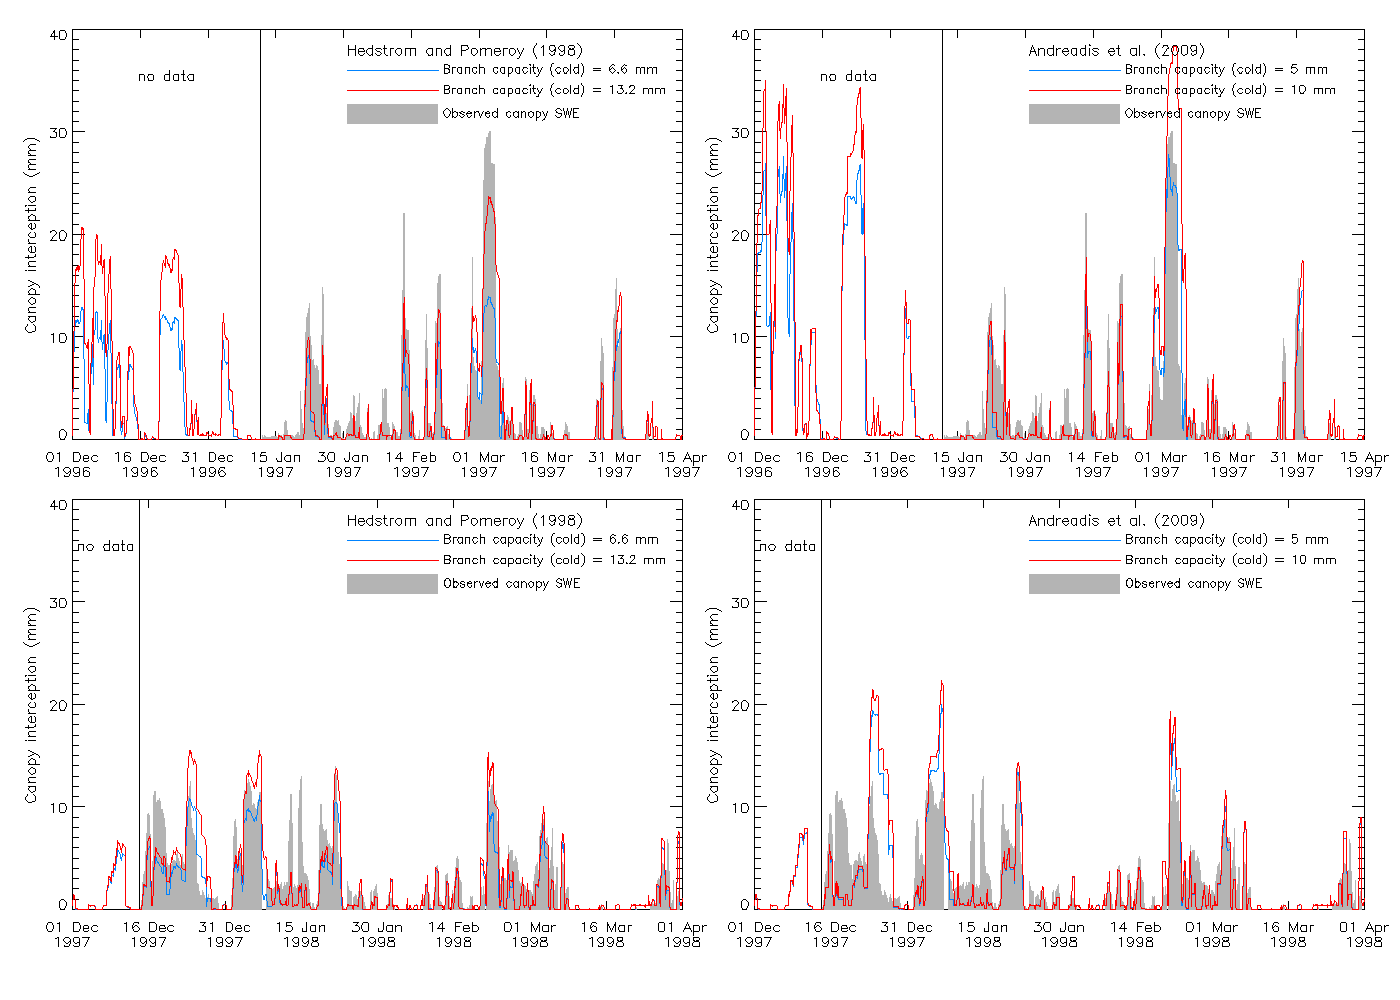 Hedstrom and Pomeroy (1998)
Branch capacity (cold) = 6.6 mm
Branch capacity (cold) = 13.2 mm
Observed canopy SWE
no data
Canopy interception (mm)
40
30
20
10
0
01 Dec 1996
16 Dec 1996
31 Dec 1996
15 Jan 1997
30 Jan 1997
14 Feb 1997
01 Mar 1997
16 Mar 1997
31 Mar 1997
15 Apr 1997
Andreadis et al. (2009)
Branch capacity (cold) = 5 mm
Branch capacity (cold) = 10 mm
Observed canopy SWE
no data
Canopy interception (mm)
40
30
20
10
0
01 Dec 1996
16 Dec 1996
31 Dec 1996
15 Jan 1997
30 Jan 1997
14 Feb 1997
01 Mar 1997
16 Mar 1997
31 Mar 1997
15 Apr 1997
Hedstrom and Pomeroy (1998)
Branch capacity (cold) = 6.6 mm
Branch capacity (cold) = 13.2 mm
Observed canopy SWE
no data
Canopy interception (mm)
40
30
20
10
0
01 Dec 1997
16 Dec 1997
31 Dec 1997
15 Jan 1998
30 Jan 1998
14 Feb 1998
01 Mar 1998
16 Mar 1998
01 Apr 1998
Andreadis et al. (2009)
Branch capacity (cold) = 5 mm
Branch capacity (cold) = 10 mm
Observed canopy SWE
no data
Canopy interception (mm)
40
30
20
10
0
01 Dec 1997
16 Dec 1997
31 Dec 1997
15 Jan 1998
30 Jan 1998
14 Feb 1998
01 Mar 1998
16 Mar 1998
01 Apr 1998